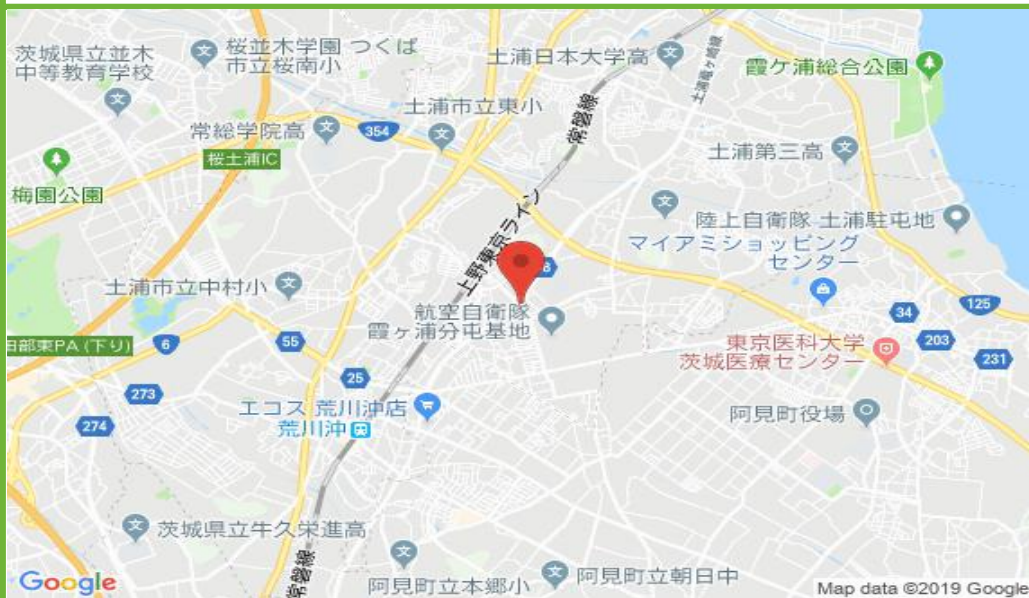 茨城県立並木
中等教育学校
桜並木学園 つくば
市立桜南小
土浦日本大学高
土浦竜ヶ崎線
霞ケ浦総合公園
常磐線
土浦市立東小
常総学院高
354
桜土浦IC
土浦第三高
梅園公園
陸上自衛隊 土浦駐屯地
マイアミショッピング
センター
上野東京ライン
土浦市立中村小
航空自衛隊
霞ヶ浦分屯基地
125
34
東京医科大学
茨城医療センター
203
231
田部東PA (下り)
6
55
25
273
274
エコス 荒川沖店
荒川沖
阿見町役場
茨城県立牛久栄進高
常磐線
阿見町立本郷小
阿見町立朝日中
Google
Map data ©2019 Google